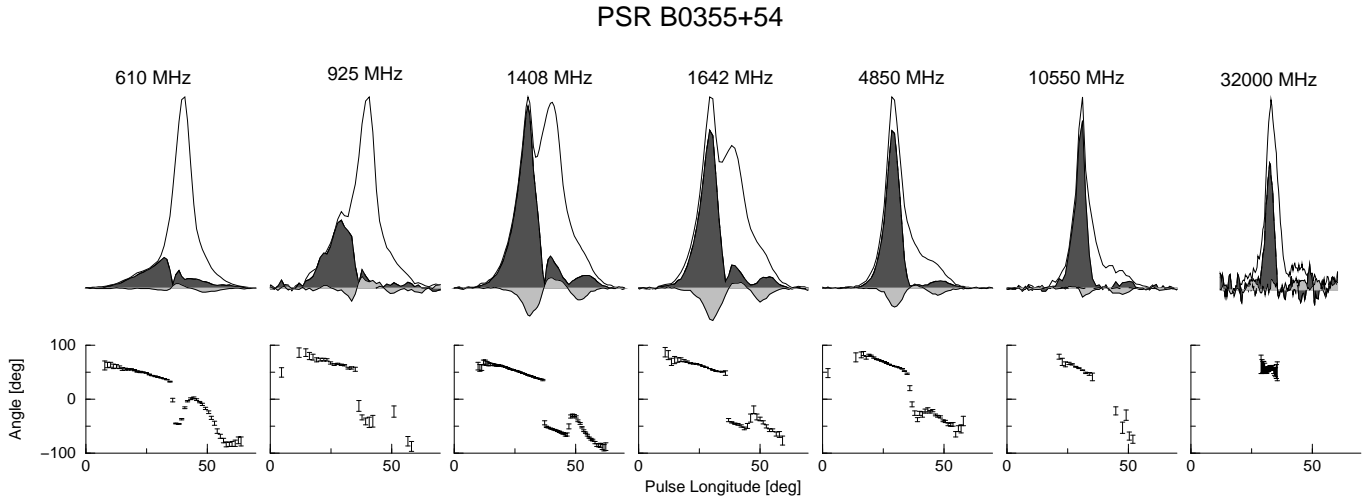 PSR B0355+54
610 MHz 925 MHz 1408 MHz 1642 MHz 4850 MHz 10550 MHz 32000 MHz
Angle [deg]
100
0
−100
0 50 0 50 0 50 0 50 0 50 0 50 0 50
Pulse Longitude [deg]